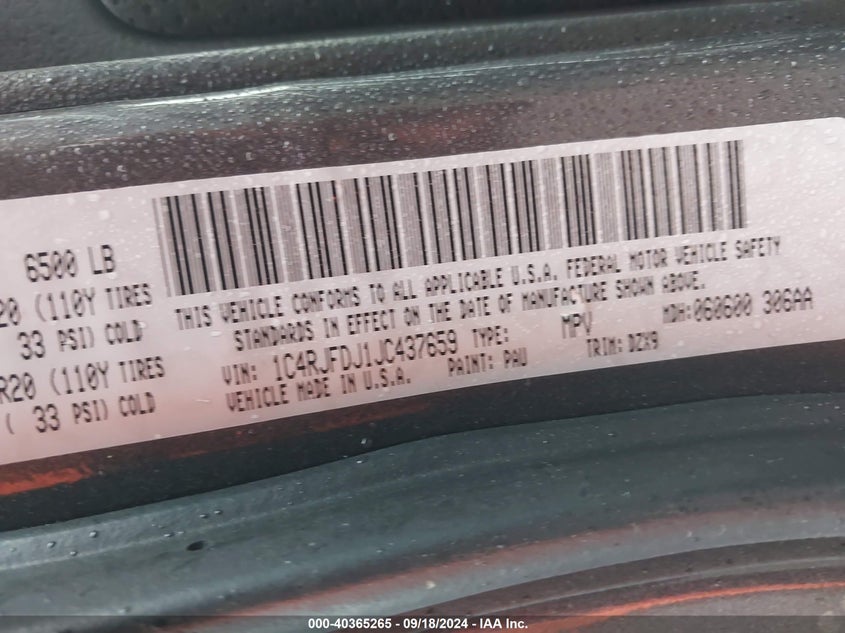 6500 LB
20 (110Y TIRES
33 PSI) COLD
R20 (110Y TIRES
( 33 PSI) COLD
THIS VEHICLE CONFORMS TO ALL APPLICABLE U.S.A. FEDERAL MOTOR VEHICLE SAFETY
STANDARDS IN EFFECT ON THE DATE OF MANUFACTURE SHOWN ABOVE.
VIN: 1C4RJFDJ1JC437659 TYPE: MPV MDH: 060600 306AA
VEHICLE MADE IN U.S.A. PAINT: PAU TRIM: DZX9
000-40365265 - 09/18/2024 - IAA Inc.